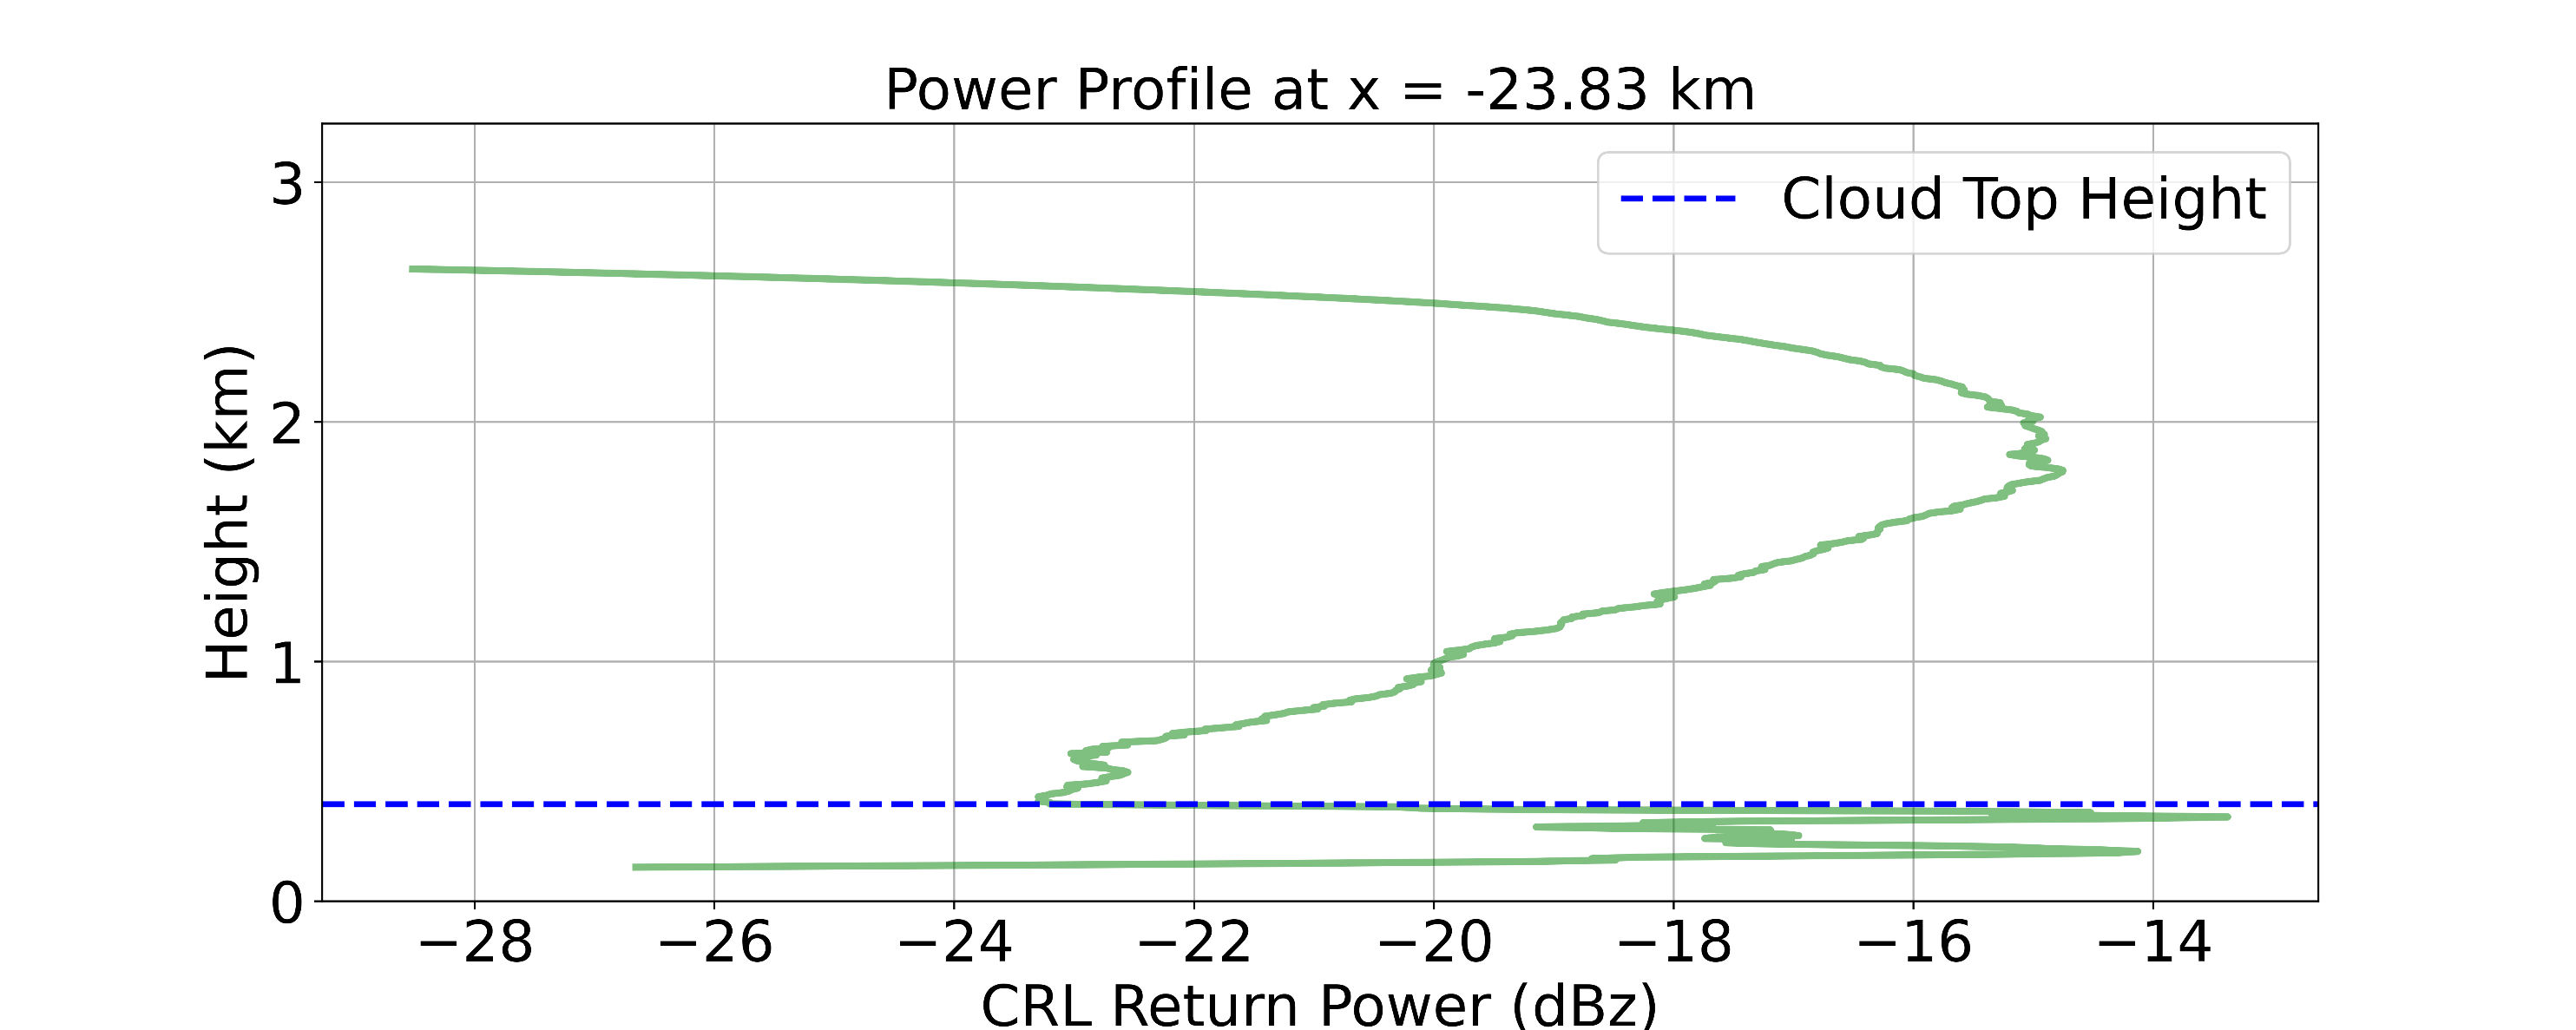 Power Profile at x = -23.83 km
Cloud Top Height
Height (km)
3
2
1
0
−28 −26 −24 −22 −20 −18 −16 −14
CRL Return Power (dBz)